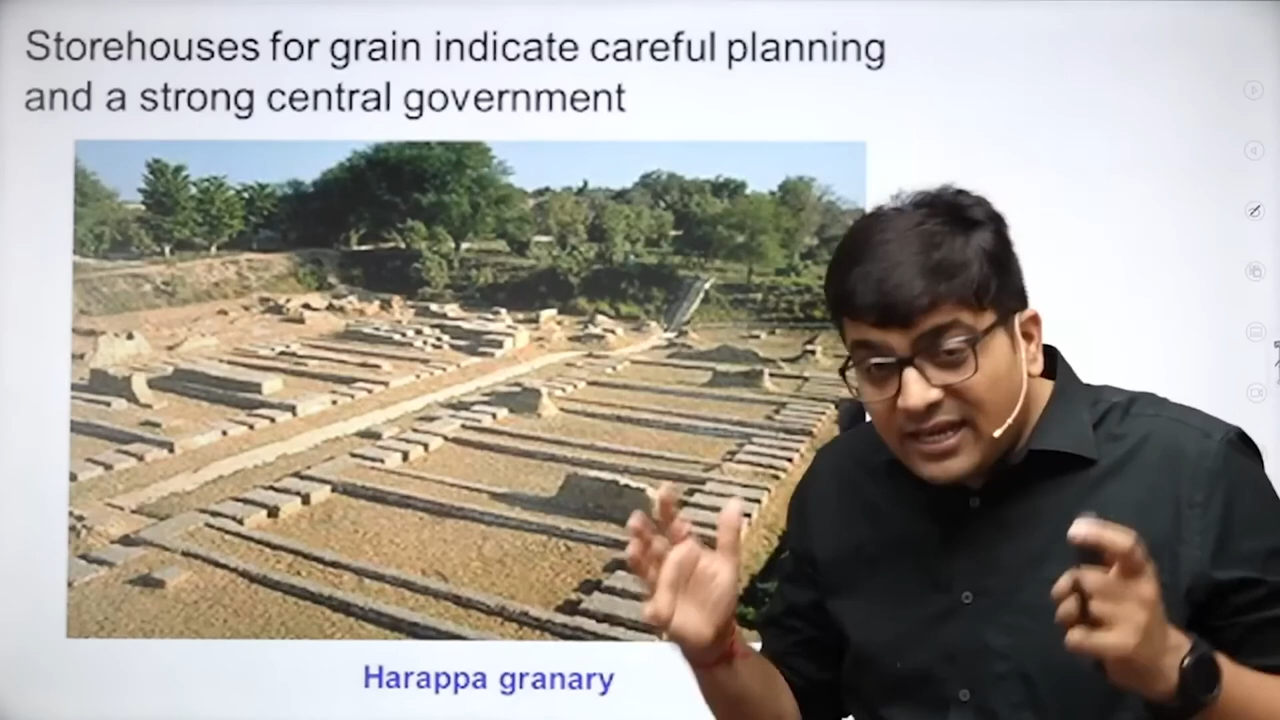 Storehouses for grain indicate careful planning
and a strong central government
Harappa granary